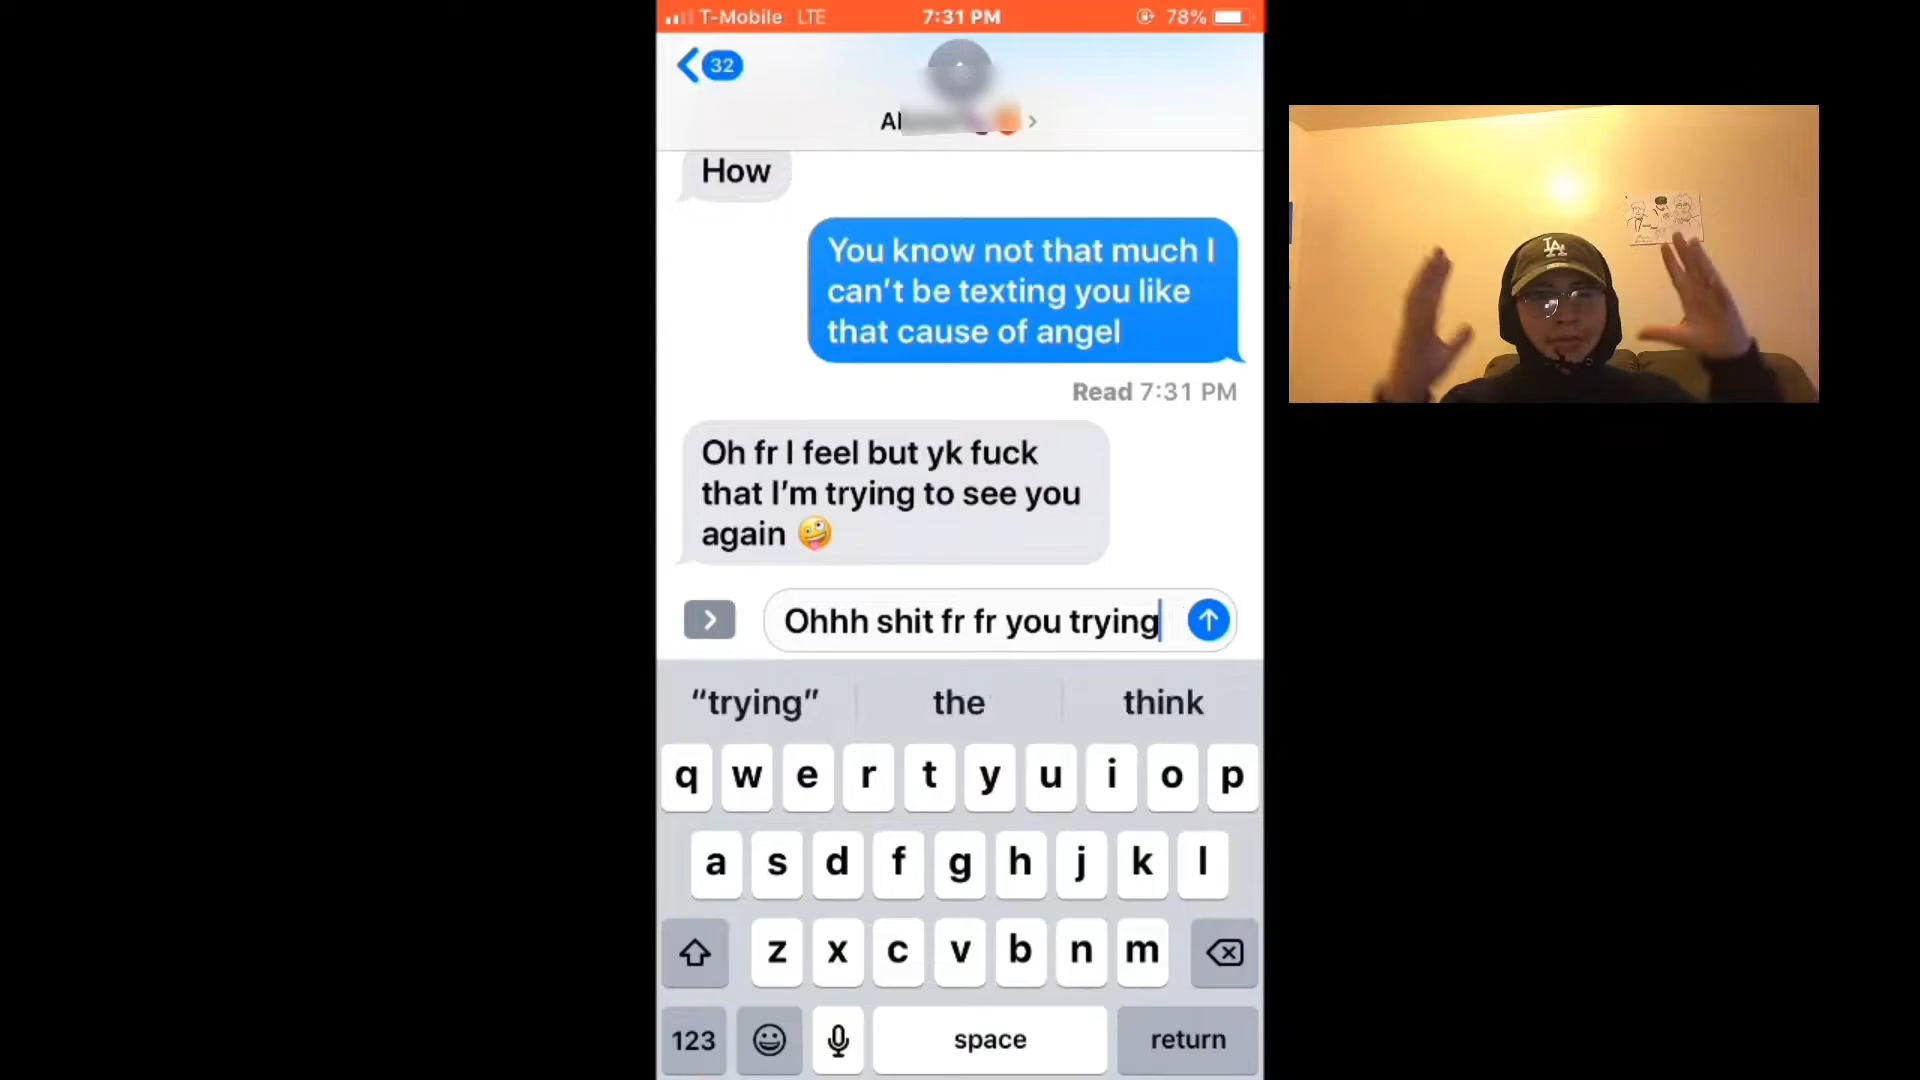 T-Mobile LTE 7:31 PM 78%
32
How
You know not that much I
can’t be texting you like
that cause of angel
Read 7:31 PM
Oh fr I feel but yk fuck
that I’m trying to see you
again 🤪
Ohhh shit fr fr you trying
“trying” the think
q w e r t y u i o p
a s d f g h j k l
z x c v b n m
123 space return
LA